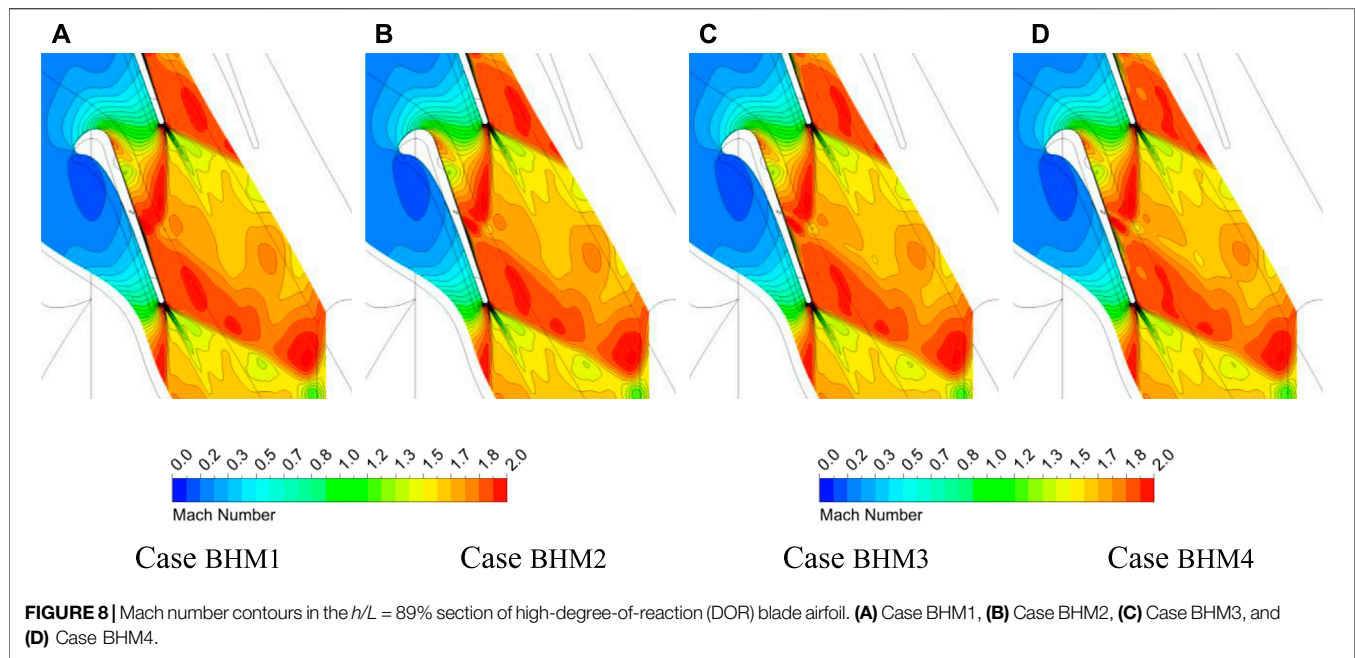 A B C D
0.0 0.2 0.3 0.5 0.7 0.8 1.0 1.2 1.3 1.5 1.7 1.8 2.0
Mach Number
0.0 0.2 0.3 0.5 0.7 0.8 1.0 1.2 1.3 1.5 1.7 1.8 2.0
Mach Number
Case BHM1 Case BHM2 Case BHM3 Case BHM4
FIGURE 8 | Mach number contours in the h/L = 89% section of high-degree-of-reaction (DOR) blade airfoil. (A) Case BHM1, (B) Case BHM2, (C) Case BHM3, and
(D) Case BHM4.